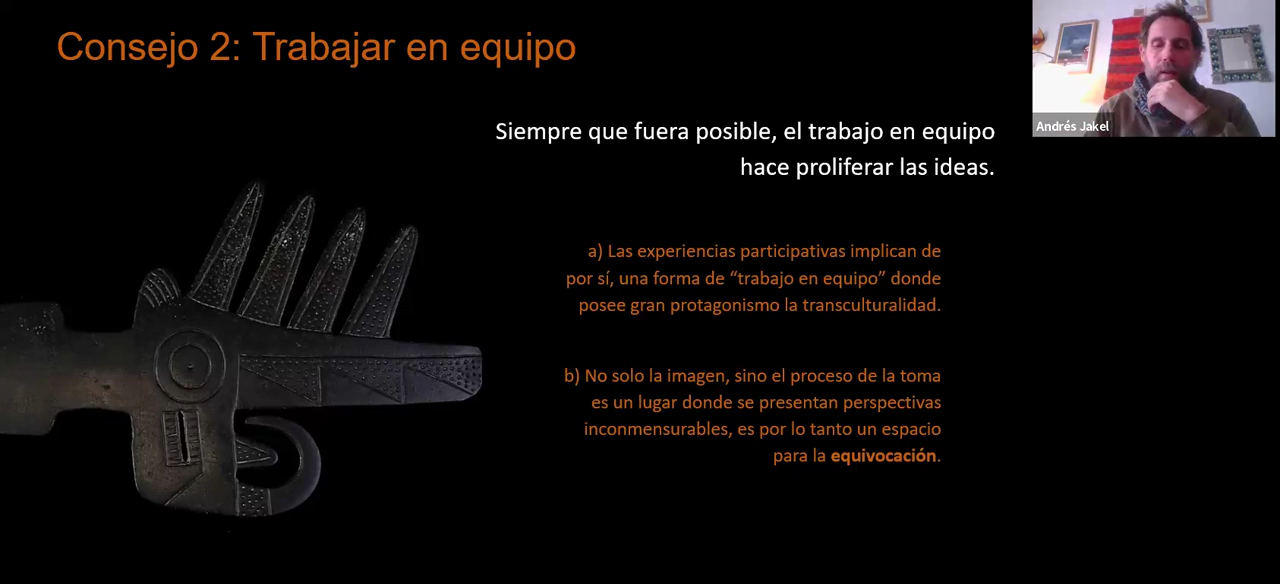 Consejo 2: Trabajar en equipo
Andrés Jakel
Siempre que fuera posible, el trabajo en equipo
hace proliferar las ideas.
a) Las experiencias participativas implican de
por sí, una forma de “trabajo en equipo” donde
posee gran protagonismo la transculturalidad.
b) No solo la imagen, sino el proceso de la toma
es un lugar donde se presentan perspectivas
inconmensurables, es por lo tanto un espacio
para la equivocación.